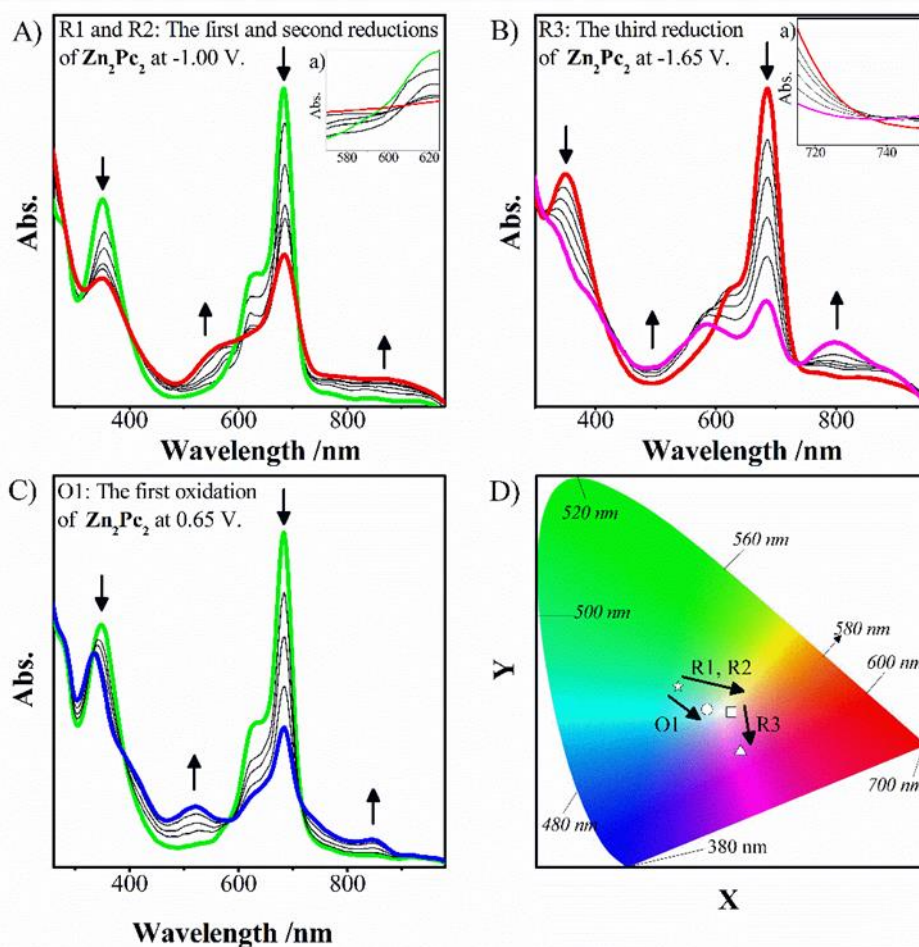 A)
R1 and R2: The first and second reductions
of Zn2Pc2 at -1.00 V.
a)
Abs.
580 600 620
Abs.
400 600 800
Wavelength /nm
B)
R3: The third reduction
of Zn2Pc2 at -1.65 V.
a)
Abs.
720 740
Abs.
400 600 800
Wavelength /nm
C)
O1: The first oxidation
of Zn2Pc2 at 0.65 V.
Abs.
400 600 800
Wavelength /nm
D)
520 nm
560 nm
500 nm
580 nm
600 nm
R1, R2
O1
R3
700 nm
480 nm
380 nm
Y
X